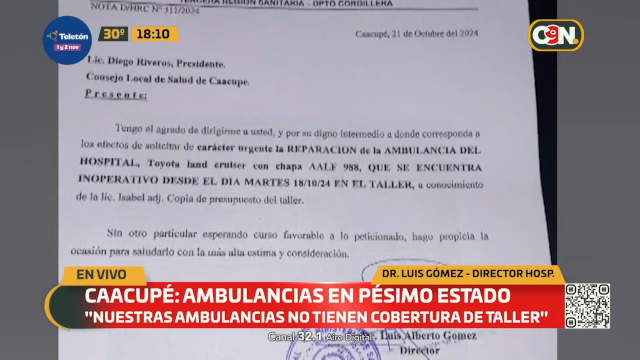 TERCERA REGION SANITARIA - DPTO CORDILLERA
NOTA D/HRC Nº 311/2024
Teletón
1 y 2 nov
30º
18:10
C9N
Caacupé, 21 de Octubre del 2024
Lic. Diego Riveros, Presidente.
Consejo Local de Salud de Caacupe.
Presente:
Tengo el agrado de dirigirme a usted, y por su digno intermedio a donde corresponda a
los efectos de solicitar de carácter urgente la REPARACION de la AMBULANCIA DEL
HOSPITAL, Toyota land cruiser con chapa AALF 988, QUE SE ENCUENTRA
INOPERATIVO DESDE EL DIA MARTES 18/10/24 EN EL TALLER, a conocimiento
de la lic. Isabel adj. Copia de presupuesto del taller.
Sin otro particular esperando curso favorable a lo peticionado, hago propicia la
ocasión para saludarlo con la más alta estima y consideración.
EN VIVO
DR. LUIS GÓMEZ - DIRECTOR HOSP.
CAACUPÉ: AMBULANCIAS EN PÉSIMO ESTADO
"NUESTRAS AMBULANCIAS NO TIENEN COBERTURA DE TALLER"
Canal 32.1 Aire Digital
Luis Alberto Gomez
Director